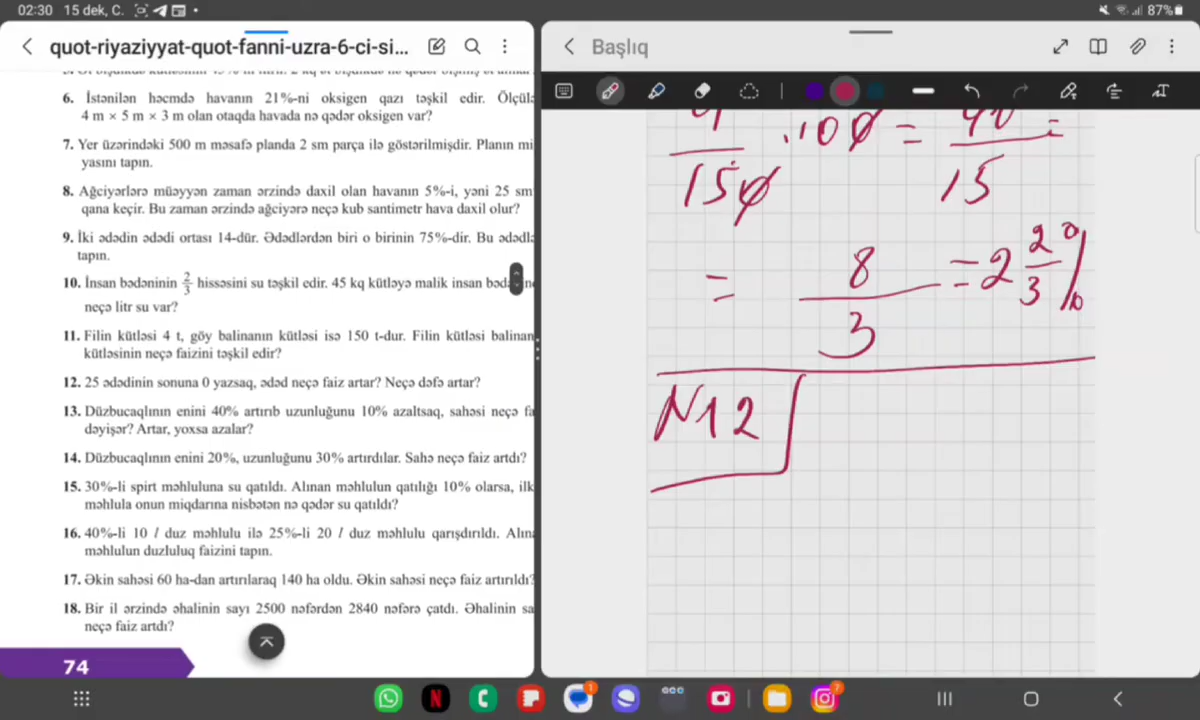 02:30 15 dek, C. 87%
quot-riyaziyyat-quot-fanni-uzra-6-ci-si...
6. İstənilən həcmdə havanın 21%-ni oksigen qazı təşkil edir. Ölçülə
4 m × 5 m × 3 m olan otaqda havada nə qədər oksigen var?
7. Yer üzərindəki 500 m məsafə planda 2 sm parça ilə göstərilmişdir. Planın mi
yasını tapın.
8. Ağciyərlərə müəyyən zaman ərzində daxil olan havanın 5%-i, yəni 25 sm
qana keçir. Bu zaman ərzində ağciyərə neçə kub santimetr hava daxil olur?
9. İki ədədin ədədi ortası 14-dür. Ədədlərdən biri o birinin 75%-dir. Bu ədədlə
tapın.
10. İnsan bədəninin 2/3 hissəsini su təşkil edir. 45 kq kütləyə malik insan bəd
neçə litr su var?
11. Filin kütləsi 4 t, göy balinanın kütləsi isə 150 t-dur. Filin kütləsi balinan
kütləsinin neçə faizini təşkil edir?
12. 25 ədədinin sonuna 0 yazsaq, ədəd neçə faiz artar? Neçə dəfə artar?
13. Düzbucaqlının enini 40% artırıb uzunluğunu 10% azaltsaq, sahəsi neçə fa
dəyişər? Artar, yoxsa azalar?
14. Düzbucaqlının enini 20%, uzunluğunu 30% artırdılar. Sahə neçə faiz artdı?
15. 30%-li spirt məhluluna su qatıldı. Alınan məhlulun qatılığı 10% olarsa, ilk
məhlula onun miqdarına nisbətən nə qədər su qatıldı?
16. 40%-li 10 l duz məhlulu ilə 25%-li 20 l duz məhlulu qarışdırıldı. Alın
məhlulun duzluluq faizini tapın.
17. Əkin sahəsi 60 ha-dan artırılaraq 140 ha oldu. Əkin sahəsi neçə faiz artırıldı?
18. Bir il ərzində əhalinin sayı 2500 nəfərdən 2840 nəfərə çatdı. Əhalinin sa
neçə faiz artdı?
74
Başlıq
4/150 · 100 = 40/15 =
= 8/3 = 2 2/3 %
N12